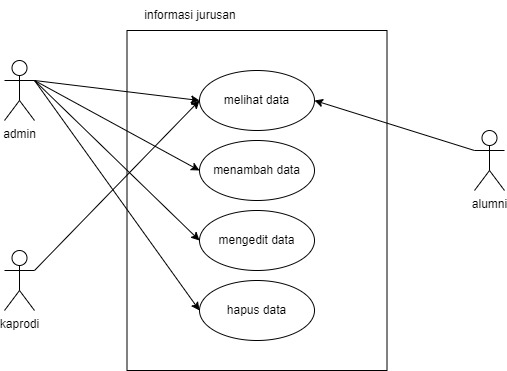 informasi jurusan
admin
melihat data
menambah data
alumni
mengedit data
kaprodi
hapus data